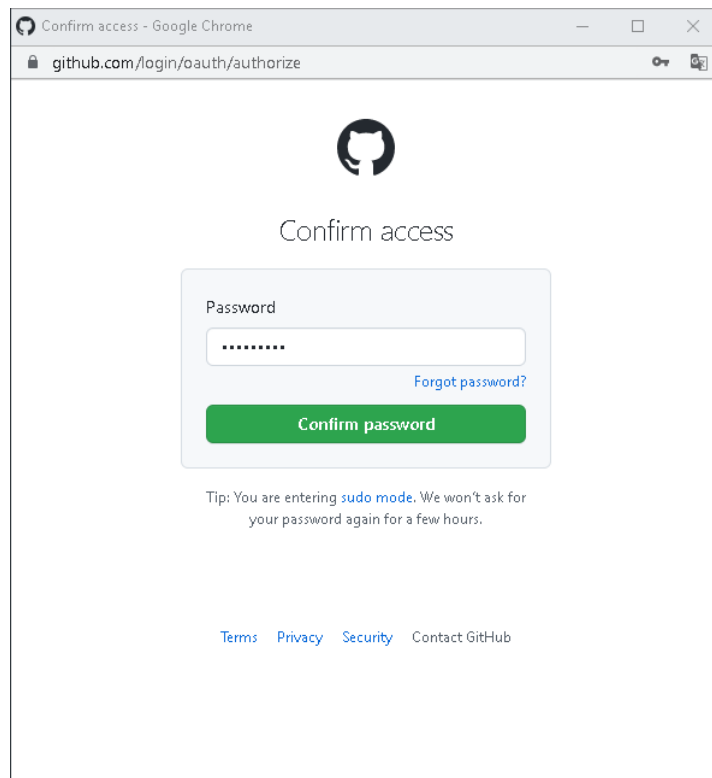 Confirm access - Google Chrome
github.com/login/oauth/authorize
Confirm access
Password
•••••••••
Forgot password?
Confirm password
Tip: You are entering sudo mode. We won't ask for
your password again for a few hours.
Terms Privacy Security Contact GitHub